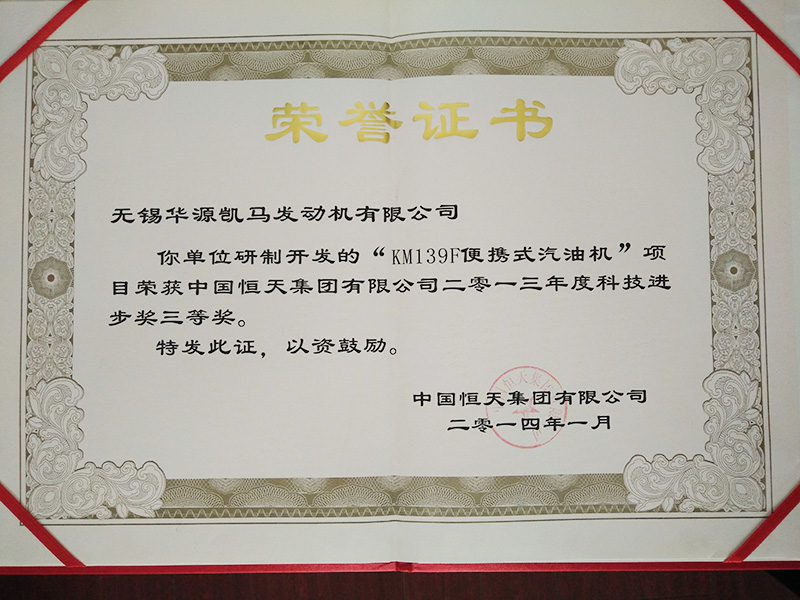 荣誉证书
无锡华源凯马发动机有限公司
你单位研制开发的“KM139F便携式汽油机”项
目荣获中国恒天集团有限公司二零一三年度科技进
步奖三等奖。
特发此证，以资鼓励。
中国恒天集团有限公司
二零一四年一月